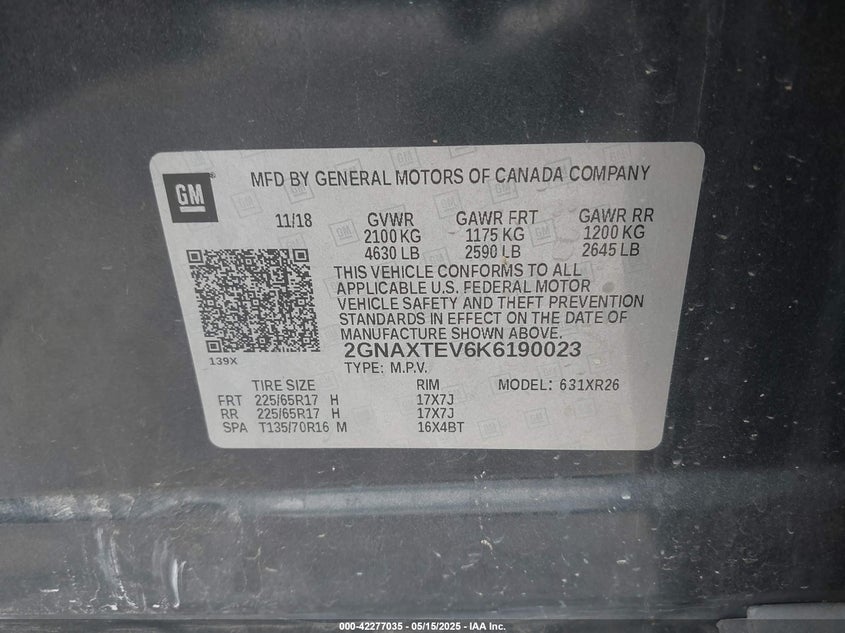 GM
MFD BY GENERAL MOTORS OF CANADA COMPANY
11/18 GVWR GAWR FRT GAWR RR
2100 KG 1175 KG 1200 KG
4630 LB 2590 LB 2645 LB
THIS VEHICLE CONFORMS TO ALL
APPLICABLE U.S. FEDERAL MOTOR
VEHICLE SAFETY AND THEFT PREVENTION
STANDARDS IN EFFECT ON THE DATE OF
MANUFACTURE SHOWN ABOVE.
139X
2GNAXTEV6K6190023
TYPE: M.P.V.
TIRE SIZE RIM MODEL: 631XR26
FRT 225/65R17 H 17X7J
RR 225/65R17 H 17X7J
SPA T135/70R16 M 16X4BT
000-42277035 - 05/15/2025 - IAA Inc.